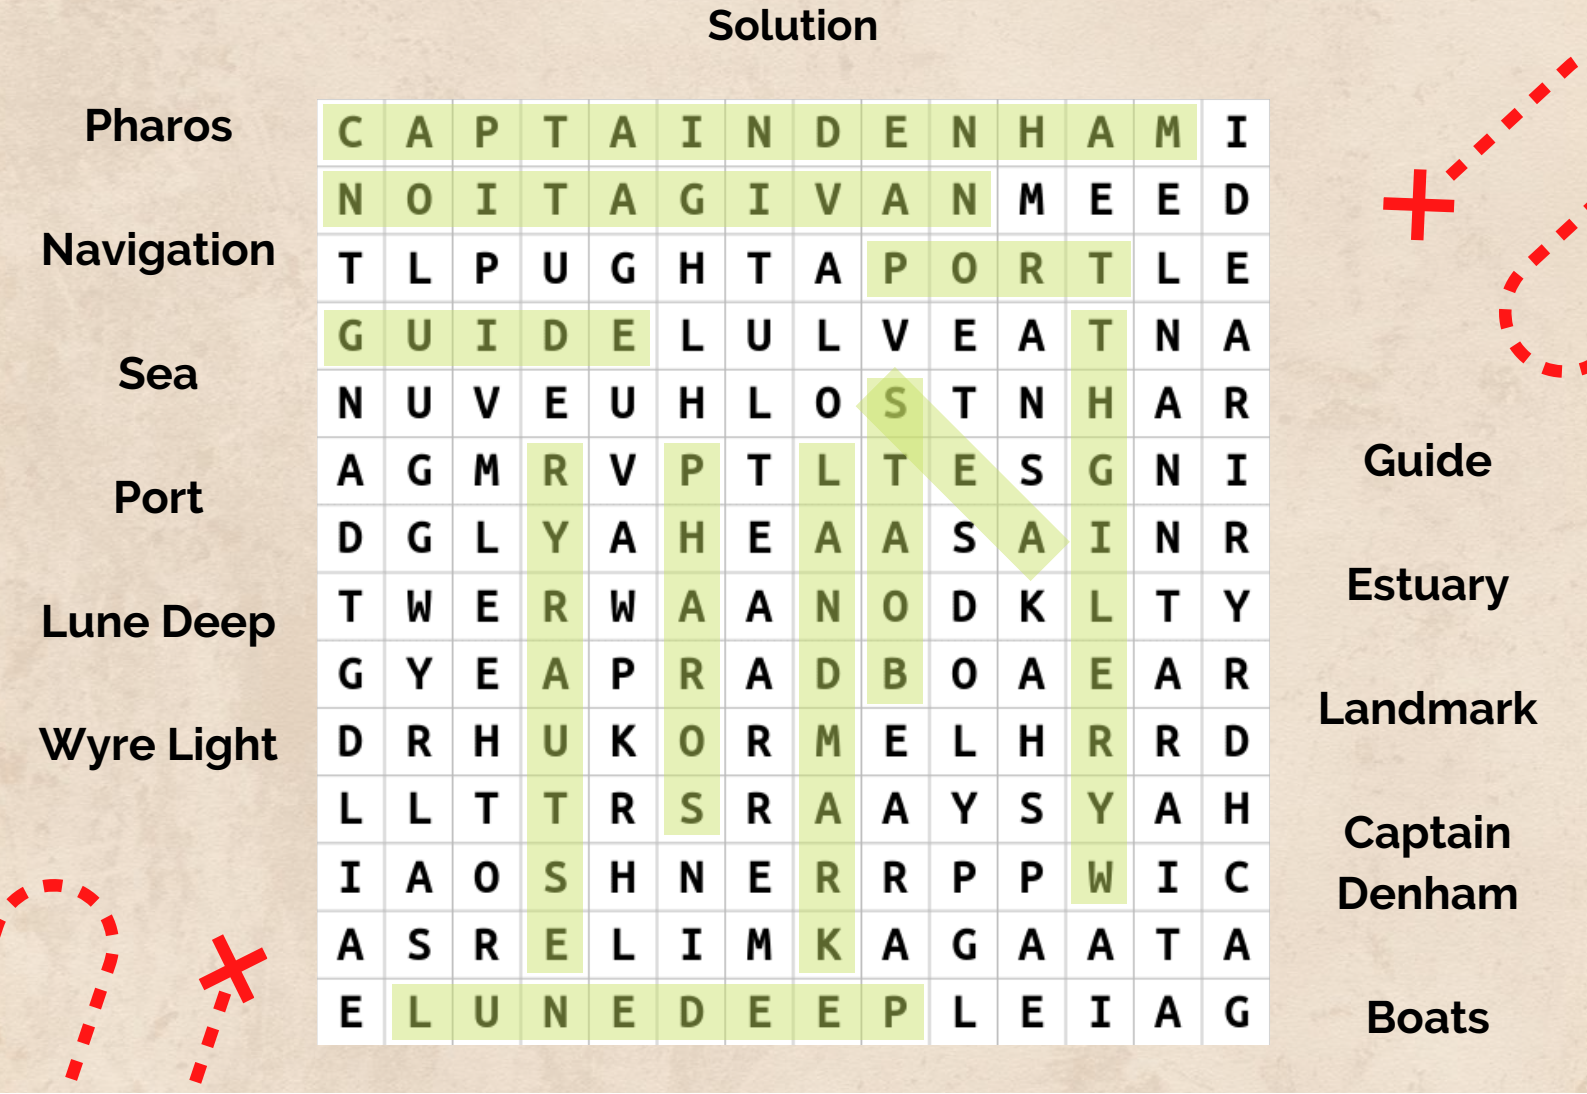 Solution
Pharos
Navigation
Sea
Port
Lune Deep
Wyre Light
C A P T A I N D E N H A M I
N O I T A G I V A N M E E D
T L P U G H T A P O R T L E
G U I D E L U L V E A T N A
N U V E U H L O S T N H A R
A G M R V P T L T E S G N I
D G L Y A H E A A S A I N R
T W E R W A A N O D K L T Y
G Y E A P R A D B O A E A R
D R H U K O R M E L H R R D
L L T T R S R A A Y S Y A H
I A O S H N E R R P P W I C
A S R E L I M K A G A A T A
E L U N E D E E P L E I A G
Guide
Estuary
Landmark
Captain
Denham
Boats